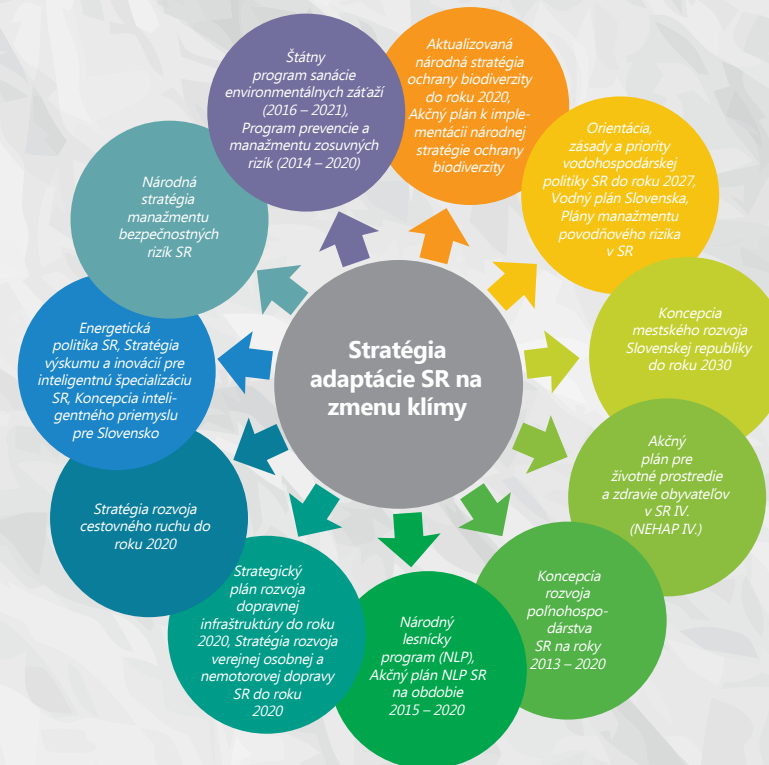 Štátny
program sanácie
environmentálnych záťaží
(2016 – 2021),
Program prevencie a
manažmentu zosuvných
rizík (2014 – 2020)
Aktualizovaná
národná stratégia
ochrany biodiverzity
do roku 2020,
Akčný plán k imple-
mentácii národnej
stratégie ochrany
biodiverzity
Orientácia,
zásady a priority
vodohospodárskej
politiky SR do roku 2027,
Vodný plán Slovenska,
Plány manažmentu
povodňového rizika
v SR
Koncepcia
mestského rozvoja
Slovenskej republiky
do roku 2030
Akčný
plán pre
životné prostredie
a zdravie obyvateľov
v SR IV.
(NEHAP IV.)
Koncepcia
rozvoja
poľnohospo-
dárstva
SR na roky
2013 – 2020
Národný
lesnícky
program (NLP),
Akčný plán NLP SR
na obdobie
2015 – 2020
Strategický
plán rozvoja
dopravnej
infraštruktúry do roku
2020, Stratégia rozvoja
verejnej osobnej a
nemotorovej dopravy
SR do roku
2020
Stratégia rozvoja
cestovného ruchu do
roku 2020
Energetická
politika SR, Stratégia
výskumu a inovácií pre
inteligentnú špecializáciu
SR, Koncepcia inteli-
gentného priemyslu
pre Slovensko
Národná
stratégia
manažmentu
bezpečnostných
rizík SR
Stratégia
adaptácie SR na
zmenu klímy